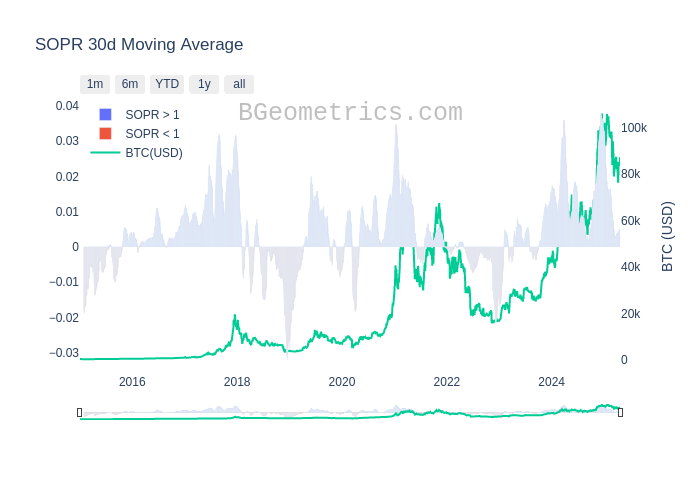 SOPR 30d Moving Average
1m 6m YTD 1y all
BGeometrics.com
SOPR > 1
SOPR < 1
BTC(USD)
0.04
0.03
0.02
0.01
0
−0.01
−0.02
−0.03
100k
80k
60k
40k
20k
0
BTC (USD)
2016 2018 2020 2022 2024